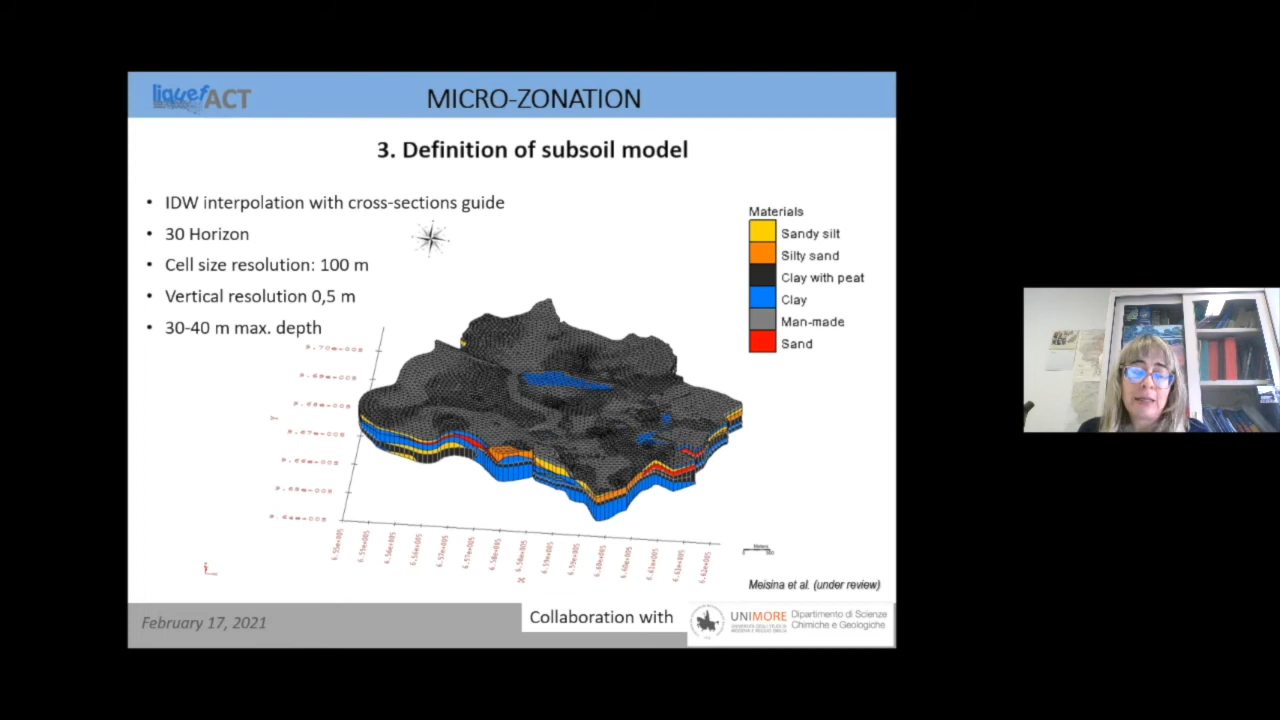 liquefACT
MICRO-ZONATION
3. Definition of subsoil model
• IDW interpolation with cross-sections guide
• 30 Horizon
• Cell size resolution: 100 m
• Vertical resolution 0,5 m
• 30-40 m max. depth
Materials
Sandy silt
Silty sand
Clay with peat
Clay
Man-made
Sand
Meisina et al. (under review)
February 17, 2021
Collaboration with
UNIMORE
Dipartimento di Scienze
Chimiche e Geologiche